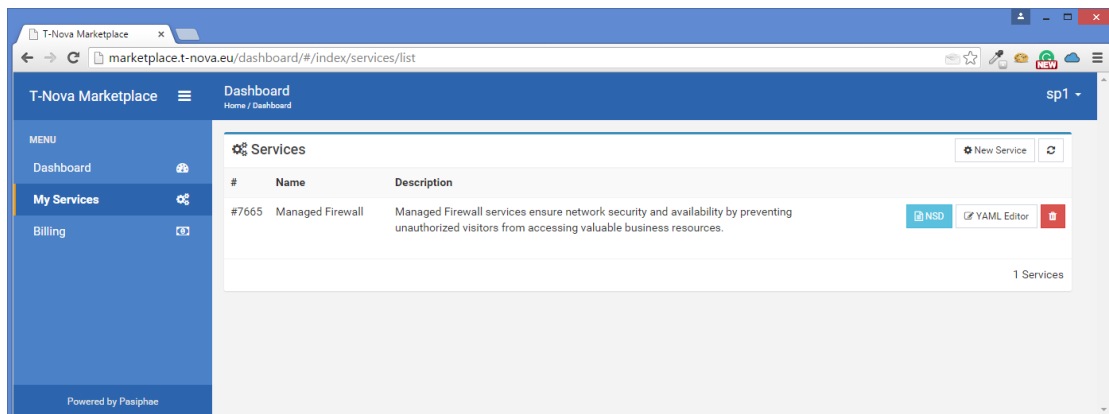 T-Nova Marketplace
marketplace.t-nova.eu/dashboard/#/index/services/list
NEW
T-Nova Marketplace
Dashboard
Home / Dashboard
sp1
MENU
Dashboard
My Services
Billing
Services
New Service
# Name Description
#7665 Managed Firewall Managed Firewall services ensure network security and availability by preventing
unauthorized visitors from accessing valuable business resources.
NSD
YAML Editor
1 Services
Powered by Pasiphae